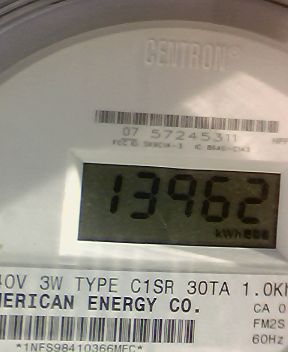 CENTRON®
07 57245311
13962
kWh
40V 3W TYPE C1SR 30TA 1.0K
MERICAN ENERGY CO.
CA 0
FM2S
60Hz
*1NFS98410366MEC*